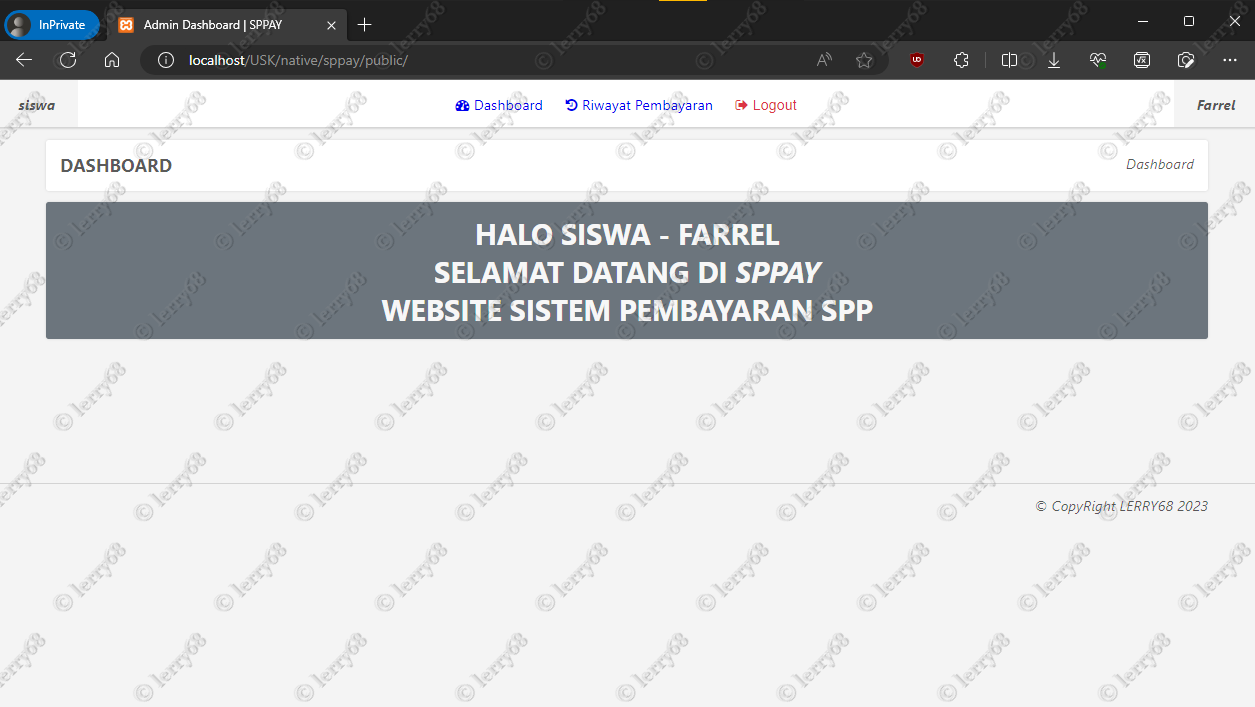 InPrivate
Admin Dashboard | SPPAY
localhost/USK/native/sppay/public/
siswa
Dashboard
Riwayat Pembayaran
Logout
Farrel
DASHBOARD
Dashboard
HALO SISWA - FARREL
SELAMAT DATANG DI SPPAY
WEBSITE SISTEM PEMBAYARAN SPP
© CopyRight LERRY68 2023
© lerry68